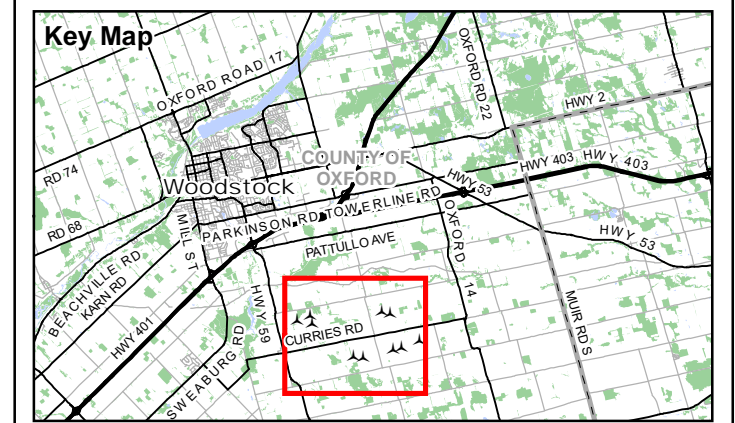 Key Map
OXFORD ROAD 17
OXFORD RD 22
HWY 2
COUNTY OF
OXFORD
HWY 403
HWY 403
RD 74
Woodstock
HWY 53
PARKINSON RD
TOWERLINE RD
RD 68
MILL ST
PATTULLO AVE
OXFORD 14
HWY 53
BEACHVILLE RD
KARN RD
HWY 59
MUIR RD S
HWY 401
SWEABURG RD
CURRIES RD